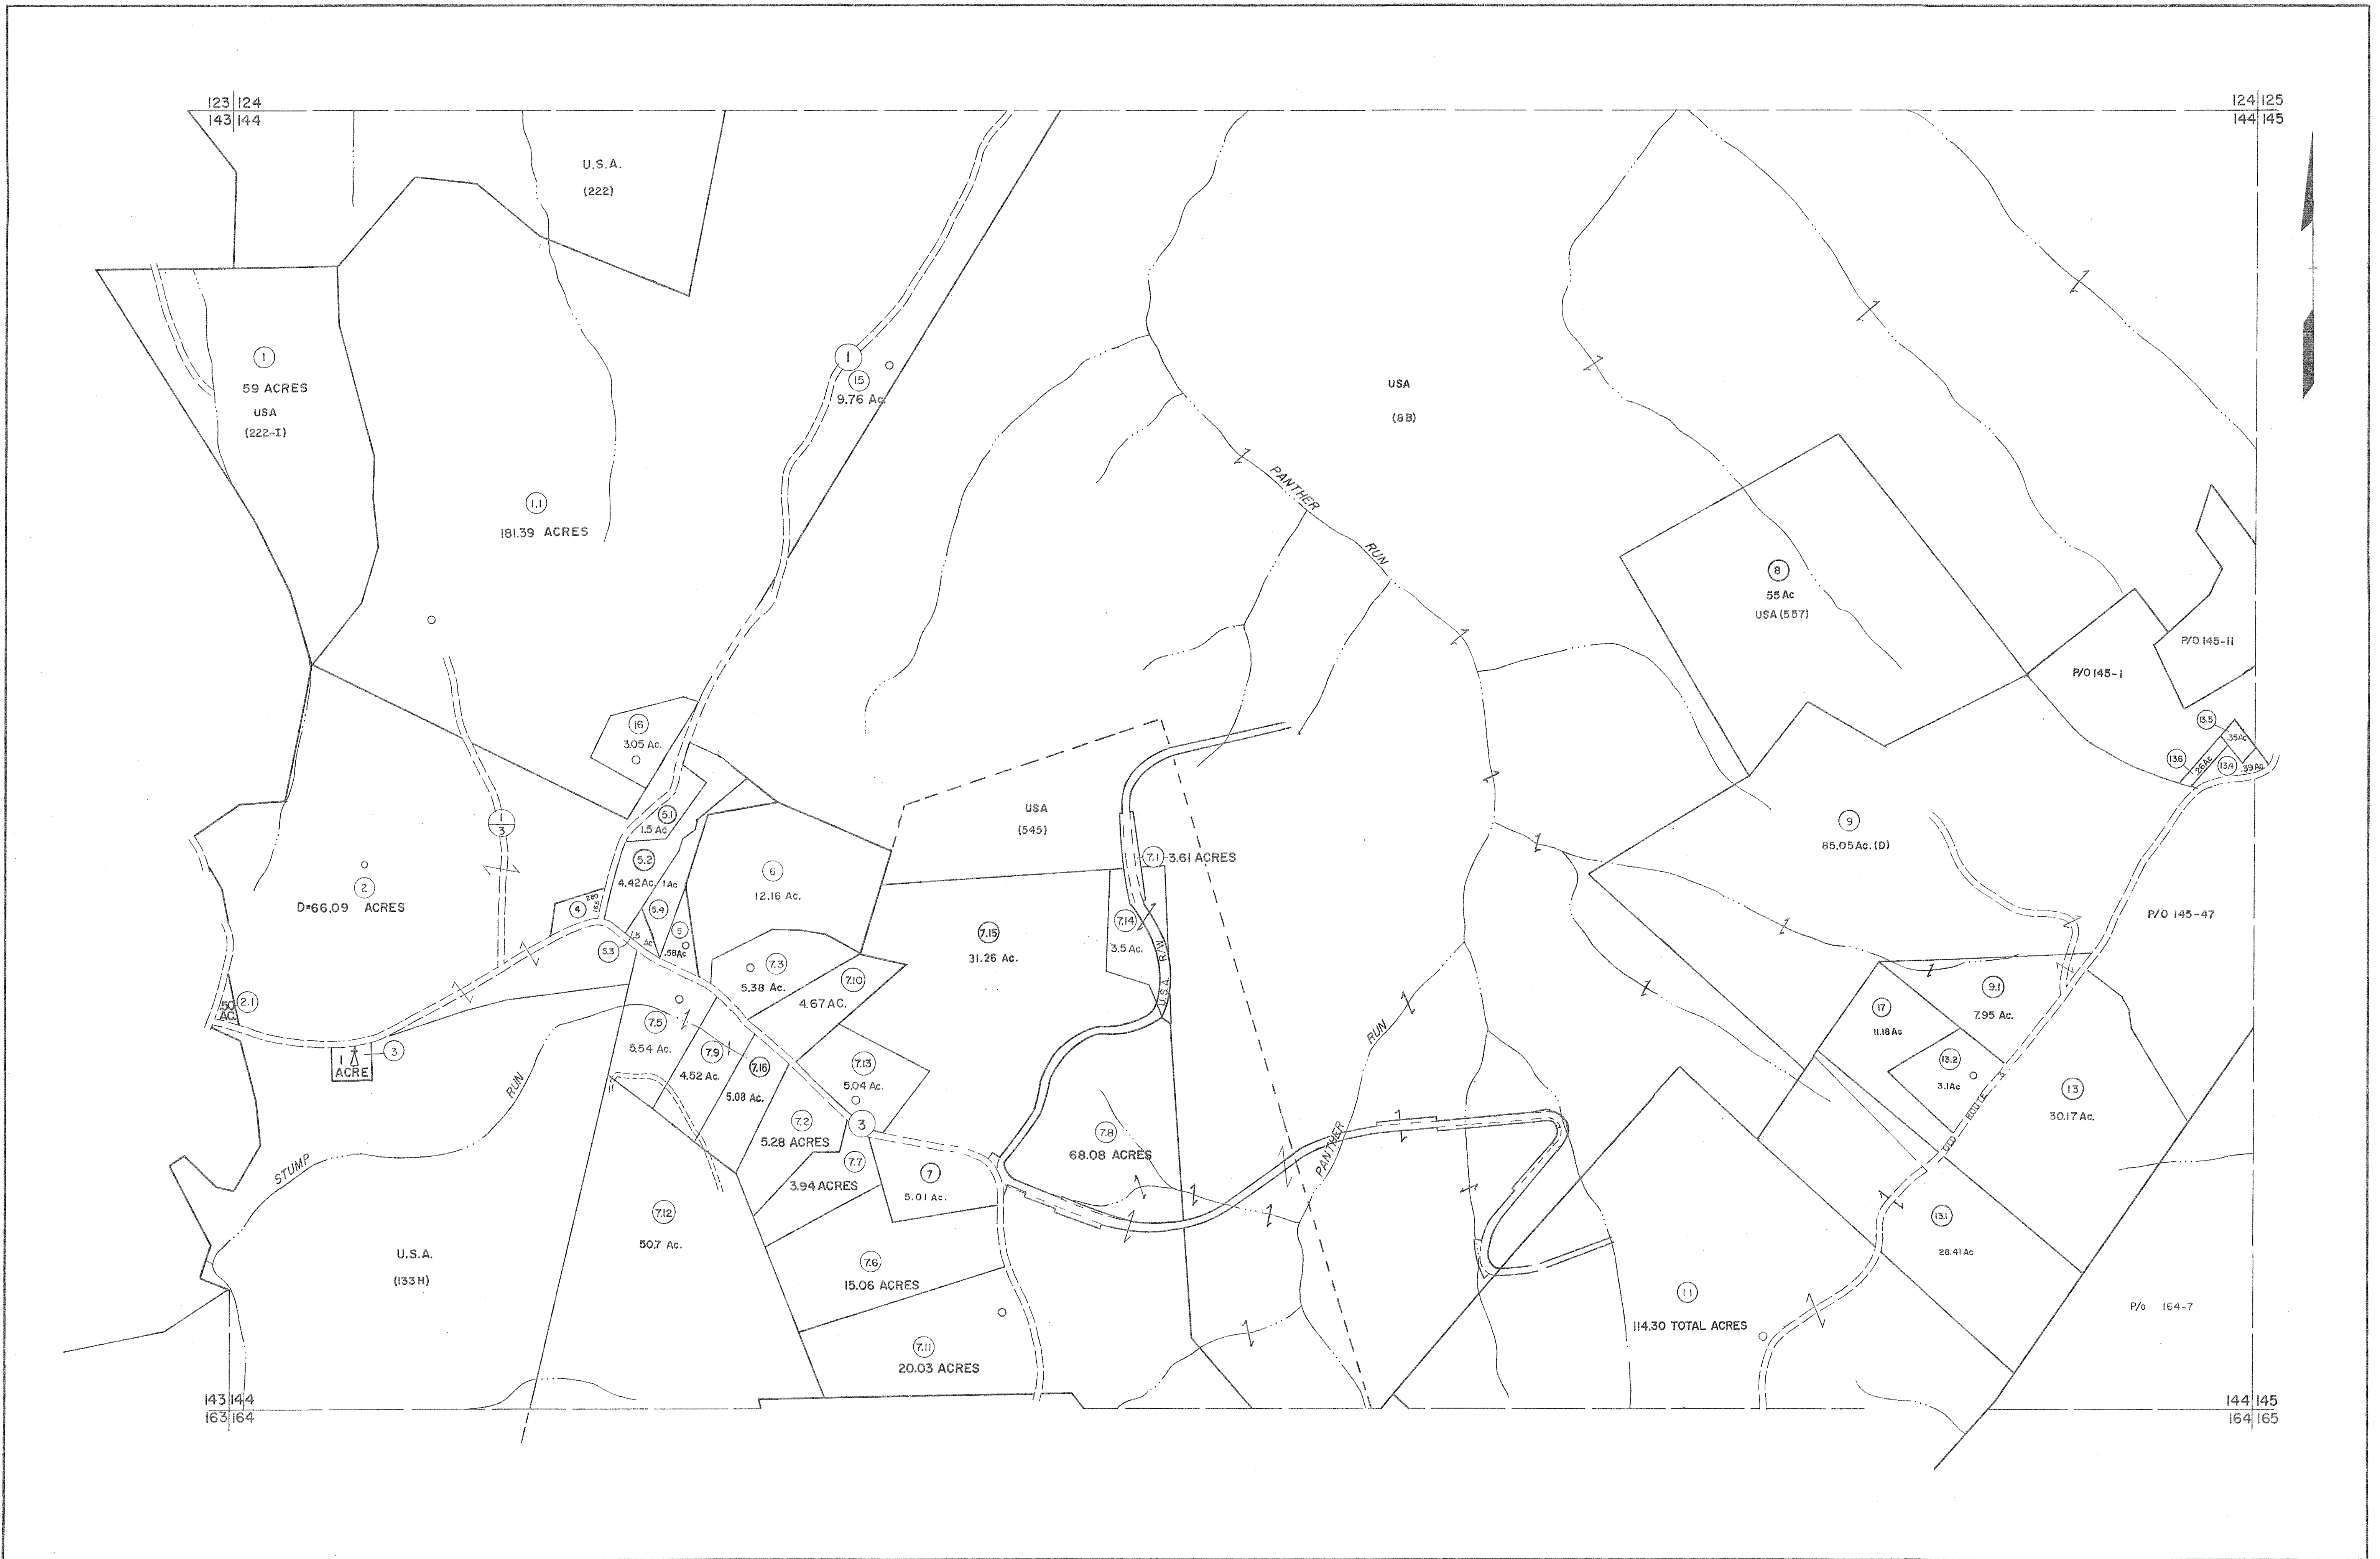 123 124
143 144
124 125
144 145
U.S.A.
(222)
1
59 ACRES
USA
(222-I)
1
1.5
9.76 Ac.
USA
(8B)
1.1
181.39 ACRES
PANTHER
RUN
8
55 Ac
USA (557)
P/O 145-11
P/O 145-1
16
3.05 Ac.
13.5
.35Ac
13.6
.26Ac
13.4
.39 Ac
5.1
1.5 Ac
1
3
USA
(545)
9
85.05 Ac. (D)
5.2
4.42 Ac.
.1 Ac
6
12.16 Ac.
7.1
3.61 ACRES
2
D=66.09 ACRES
4
280
165
5.4
5
.58Ac
.5
Ac
5.3
7.14
3.5 Ac.
P/O 145-47
7.15
31.26 Ac.
U.S.A. R/W
7.3
5.38 Ac.
7.10
4.67 AC.
2.1
.50
AC.
9.1
7.95 Ac.
17
11.18 Ac
7.5
5.54 Ac.
3
1
ACRE
7.9
4.52 Ac.
7.16
5.08 Ac.
7.13
5.04 Ac.
RUN
13.2
3.1Ac
13
30.17 Ac.
OLD ROUTE
RUN
PANTHER
7.2
5.28 ACRES
3
7.8
68.08 ACRES
STUMP
7.7
3.94 ACRES
7
5.01 Ac.
7.12
50.7 Ac.
13.1
28.41 Ac
U.S.A.
(133H)
7.6
15.06 ACRES
11
114.30 TOTAL ACRES
P/o 164-7
7.11
20.03 ACRES
143 144
163 164
144 145
164 165